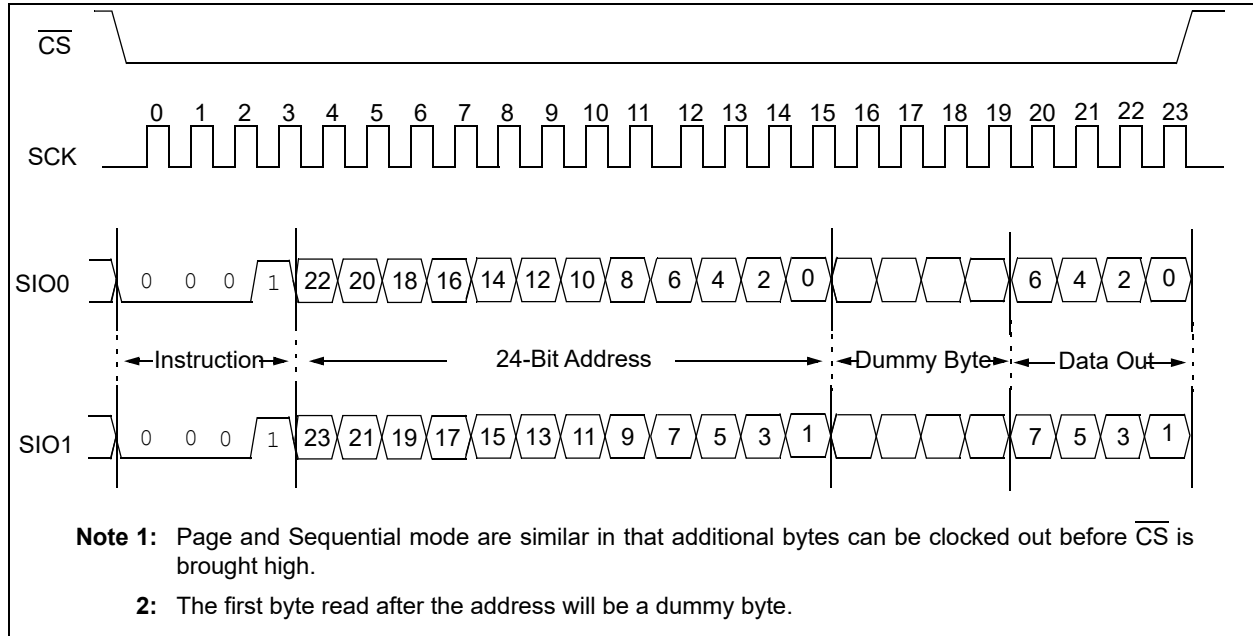 CS
0 1 2 3 4 5 6 7 8 9 10 11 12 13 14 15 16 17 18 19 20 21 22 23
SCK
SIO0 0 0 0 1 22 20 18 16 14 12 10 8 6 4 2 0 6 4 2 0
Instruction 24-Bit Address Dummy Byte Data Out
SIO1 0 0 0 1 23 21 19 17 15 13 11 9 7 5 3 1 7 5 3 1
Note 1: Page and Sequential mode are similar in that additional bytes can be clocked out before CS is
brought high.
2: The first byte read after the address will be a dummy byte.